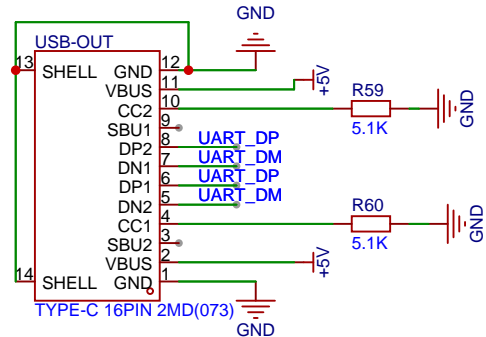 GND
USB-OUT
13 SHELL GND 12
VBUS 11 +5V
CC2 10 R59 5.1K GND
SBU1 9
DP2 8 UART_DP
DN1 7 UART_DM
DP1 6 UART_DP
DN2 5 UART_DM
CC1 4 R60 5.1K GND
SBU2 3
VBUS 2 +5V
14 SHELL GND 1
TYPE-C 16PIN 2MD(073)
GND